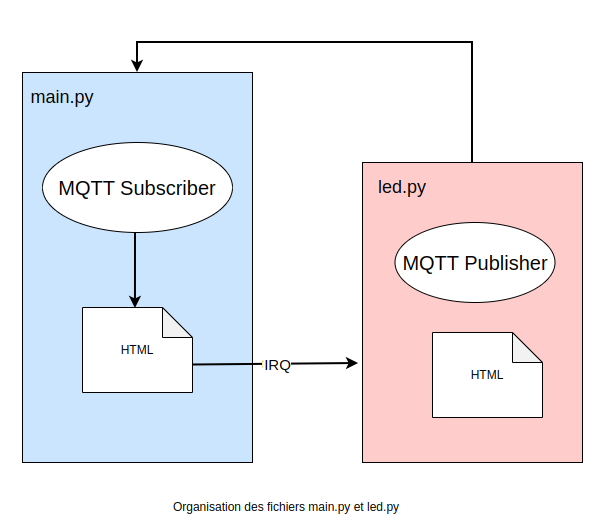 main.py
MQTT Subscriber
HTML
IRQ
led.py
MQTT Publisher
HTML
Organisation des fichiers main.py et led.py